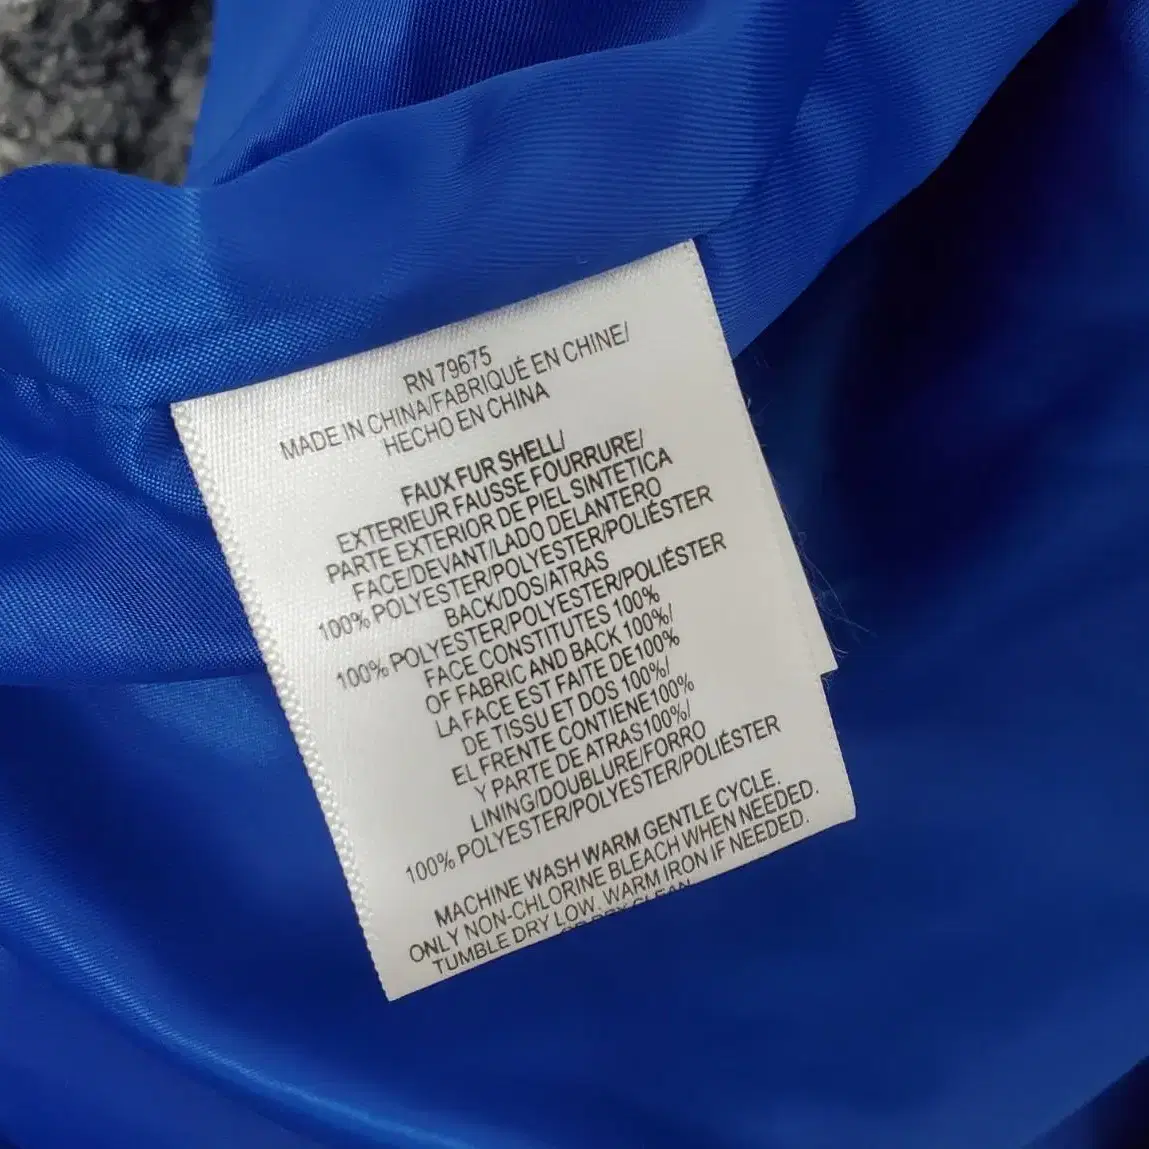 RN 79675
MADE IN CHINA/FABRIQUÉ EN CHINE/
HECHO EN CHINA
FAUX FUR SHELL/
EXTERIEUR FAUSSE FOURRURE/
PARTE EXTERIOR DE PIEL SINTETICA
FACE/DEVANT/LADO DELANTERO
100% POLYESTER/POLYESTER/POLIÉSTER
BACK/DOS/ATRAS
100% POLYESTER/POLYESTER/POLIÉSTER
FACE CONSTITUTES 100%
OF FABRIC AND BACK 100%/
LA FACE EST FAITE DE100%
DE TISSU ET DOS 100%/
EL FRENTE CONTIENE100%
Y PARTE DE ATRAS100%/
LINING/DOUBLURE/FORRO
100% POLYESTER/POLYESTER/POLIÉSTER
MACHINE WASH WARM GENTLE CYCLE.
ONLY NON-CHLORINE BLEACH WHEN NEEDED.
TUMBLE DRY LOW. WARM IRON IF NEEDED.
OR DRY CLEAN